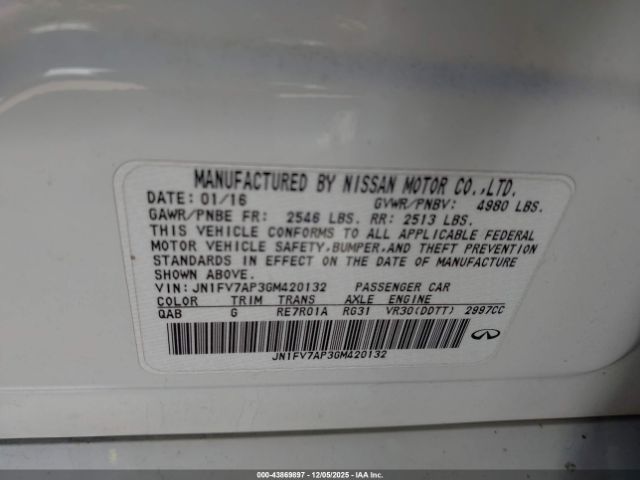 MANUFACTURED BY NISSAN MOTOR CO.,LTD.
DATE: 01/16 GVWR/PNBV: 4980 LBS.
GAWR/PNBE FR: 2546 LBS. RR: 2513 LBS.
THIS VEHICLE CONFORMS TO ALL APPLICABLE FEDERAL
MOTOR VEHICLE SAFETY,BUMPER,AND THEFT PREVENTION
STANDARDS IN EFFECT ON THE DATE OF MANUFACTURE
SHOWN ABOVE.
VIN: JN1FV7AP3GM420132 PASSENGER CAR
COLOR TRIM TRANS AXLE ENGINE
QAB G RE7R01A RG31 VR30(DDTT) 2997CC
JN1FV7AP3GM420132
000-43869897 - 12/05/2025 - IAA Inc.